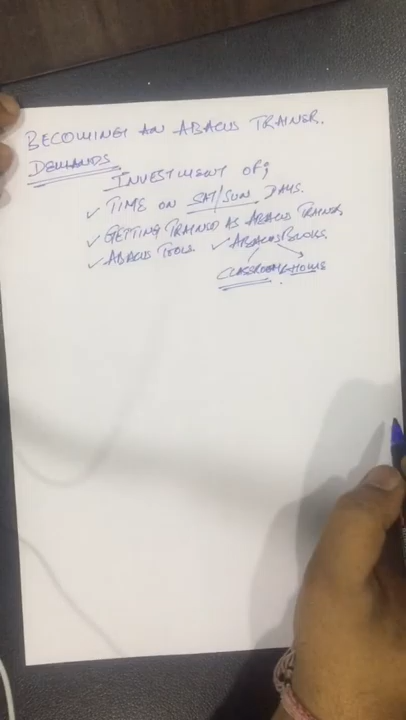 BECOMING AN ABACUS TRAINER.
DEMANDS
INVESTMENT OF;
✓ TIME ON SAT/SUN DAYS.
✓ GETTING TRAINED AS ABACUS TRAINER
✓ ABACUS TOOLS ✓ ABACUS BOOKS
CLASSROOM & HOME